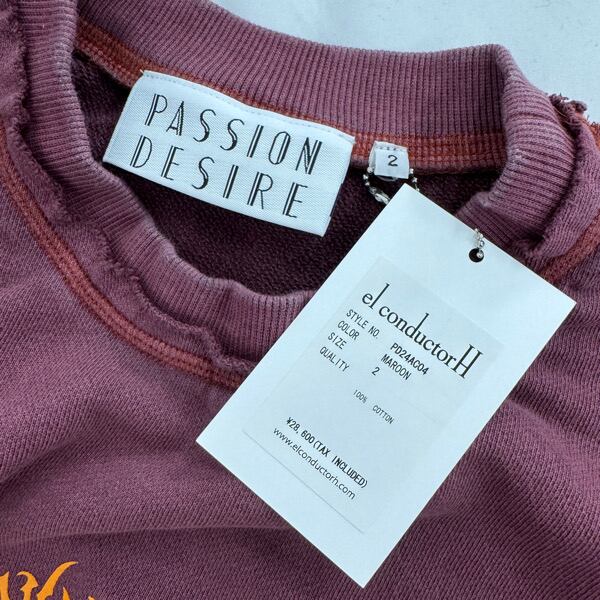 PASSION
DESIRE
2
el conductorH
STYLE NO. PD24AC04
COLOR MAROON
SIZE 2
QUALITY
100% COTTON
¥28,600(TAX INCLUDED)
www.elconductorh.com